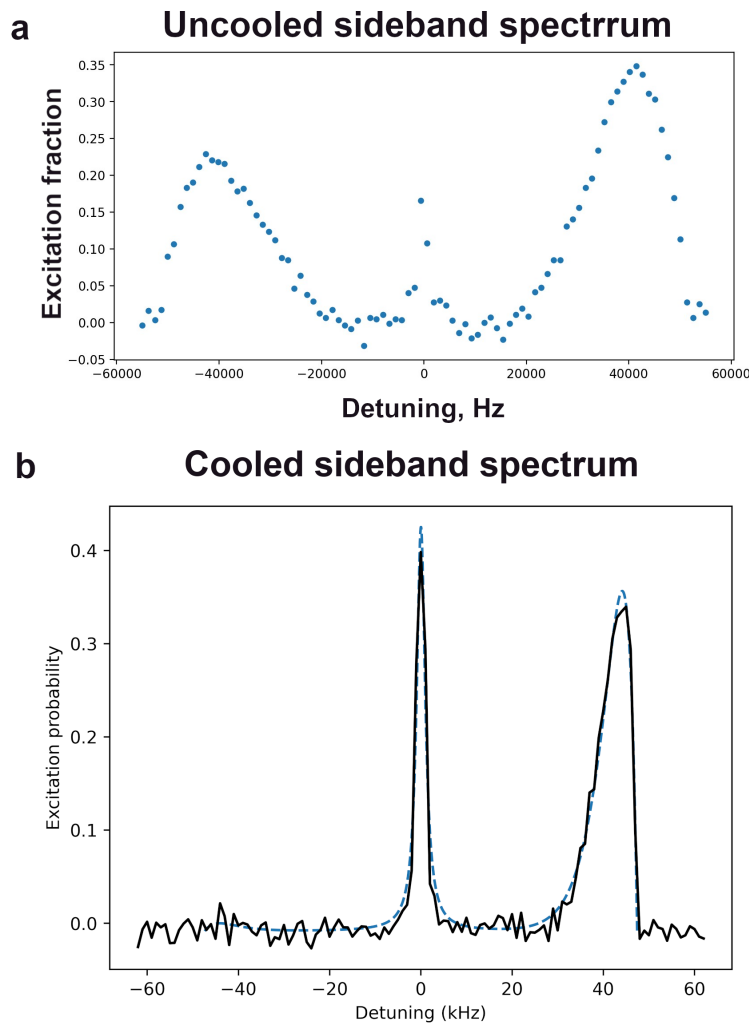 a
Uncooled sideband spectrrum
Excitation fraction
0.35
0.30
0.25
0.20
0.15
0.10
0.05
0.00
−0.05
−60000 −40000 −20000 0 20000 40000 60000
Detuning, Hz
b
Cooled sideband spectrum
Excitation probability
0.4
0.3
0.2
0.1
0.0
−60 −40 −20 0 20 40 60
Detuning (kHz)